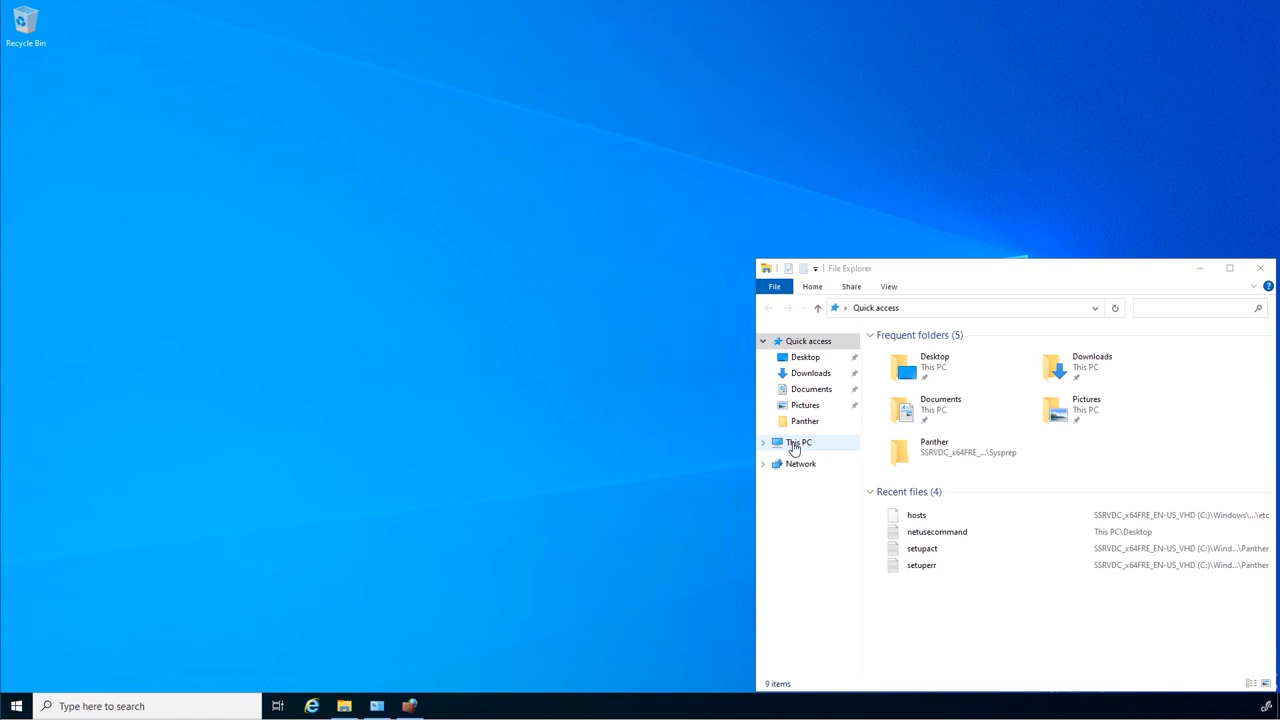 Recycle Bin
File Explorer
File
Home
Share
View
Quick access
Quick access
Desktop
Downloads
Documents
Pictures
Panther
This PC
Network
Frequent folders (5)
Desktop
This PC
Downloads
This PC
Documents
This PC
Pictures
This PC
Panther
SSRVDC_x64FRE_...\Sysprep
Recent files (4)
hosts SSRVDC_x64FRE_EN-US_VHD (C:)\Windows\...\etc
netusecommand This PC\Desktop
setupact SSRVDC_x64FRE_EN-US_VHD (C:)\Wind...\Panther
setuperr SSRVDC_x64FRE_EN-US_VHD (C:)\Wind...\Panther
9 items
Type here to search